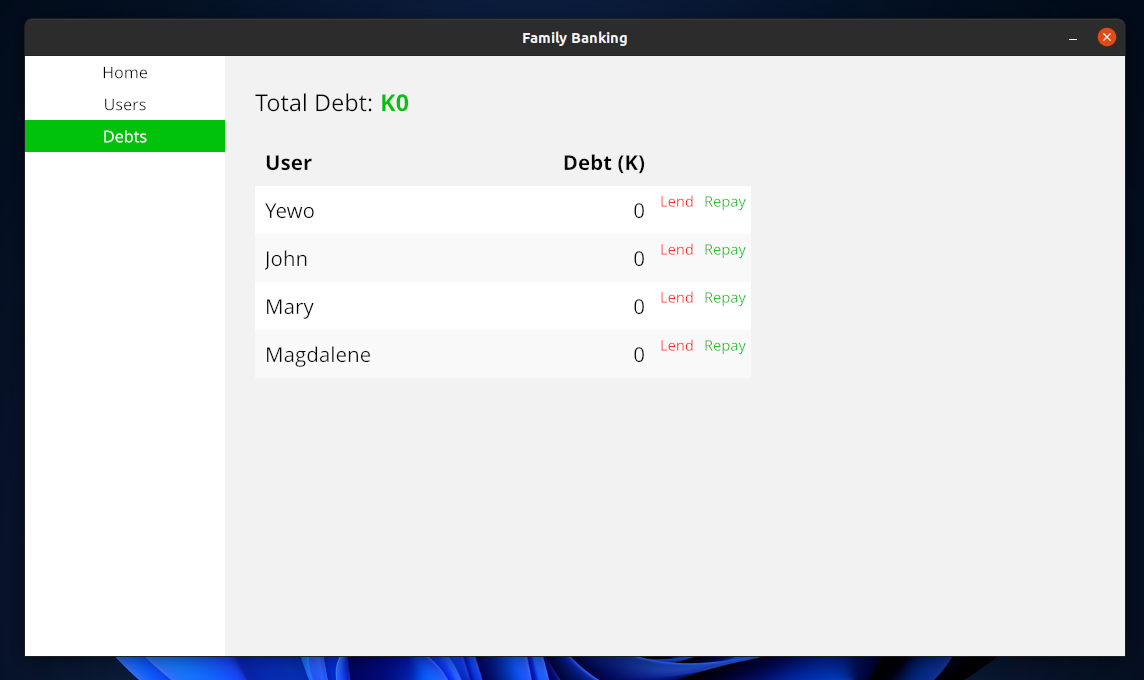 Family Banking
Home
Users
Debts
Total Debt: K0
User Debt (K)
Yewo 0 Lend Repay
John 0 Lend Repay
Mary 0 Lend Repay
Magdalene 0 Lend Repay